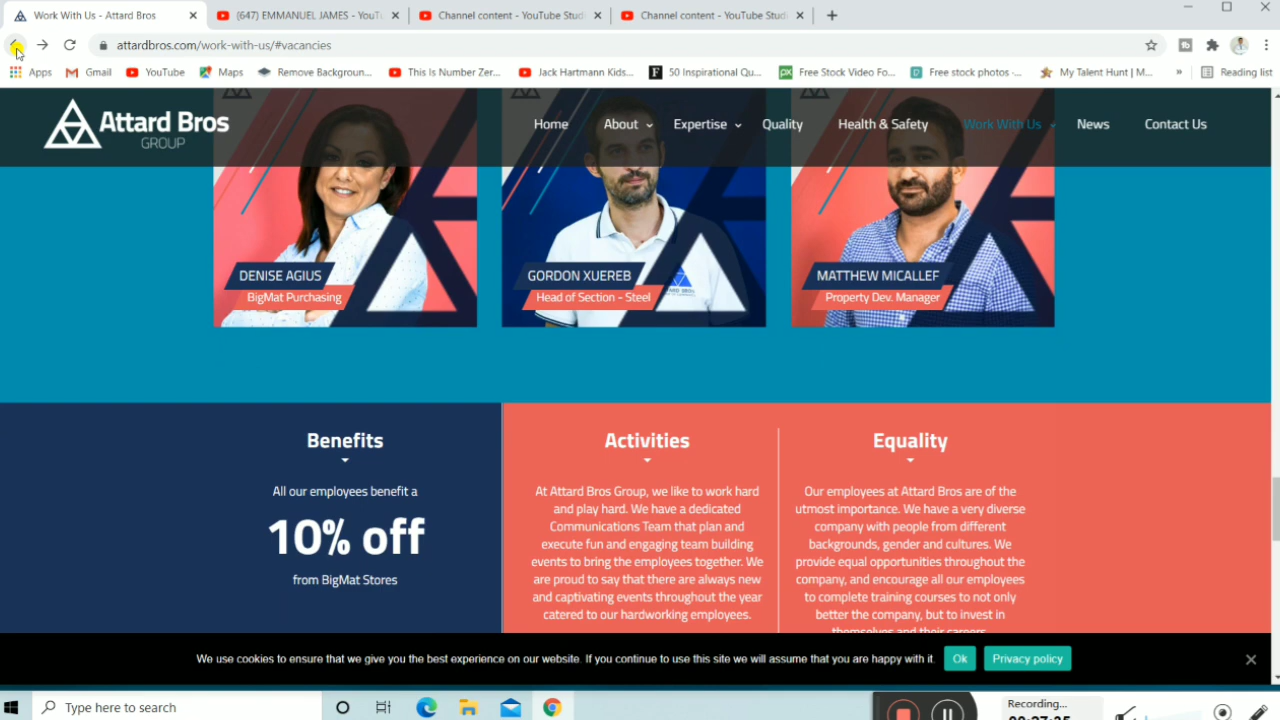 Work With Us - Attard Bros
(647) EMMANUEL JAMES - YouT
Channel content - YouTube Studi
Channel content - YouTube Studi
attardbros.com/work-with-us/#vacancies
Apps
Gmail
YouTube
Maps
Remove Backgroun...
This Is Number Zer...
Jack Hartmann Kids...
50 Inspirational Qu...
Free Stock Video Fo...
Free stock photos -...
My Talent Hunt | M...
»
Reading list
Attard Bros
GROUP
Home
About
Expertise
Quality
Health & Safety
Work With Us
News
Contact Us
DENISE AGIUS
BigMat Purchasing
GORDON XUEREB
Head of Section - Steel
MATTHEW MICALLEF
Property Dev. Manager
Benefits
All our employees benefit a
10% off
from BigMat Stores
Activities
At Attard Bros Group, we like to work hard
and play hard. We have a dedicated
Communications Team that plan and
execute fun and engaging team building
events to bring the employees together. We
are proud to say that there are always new
and captivating events throughout the year
catered to our hardworking employees.
Equality
Our employees at Attard Bros are of the
utmost importance. We have a very diverse
company with people from different
backgrounds, gender and cultures. We
provide equal opportunities throughout the
company, and encourage all our employees
to complete training courses to not only
better the company, but to invest in
themselves and their careers.
We use cookies to ensure that we give you the best experience on our website. If you continue to use this site we will assume that you are happy with it.
Ok
Privacy policy
Type here to search
Recording...